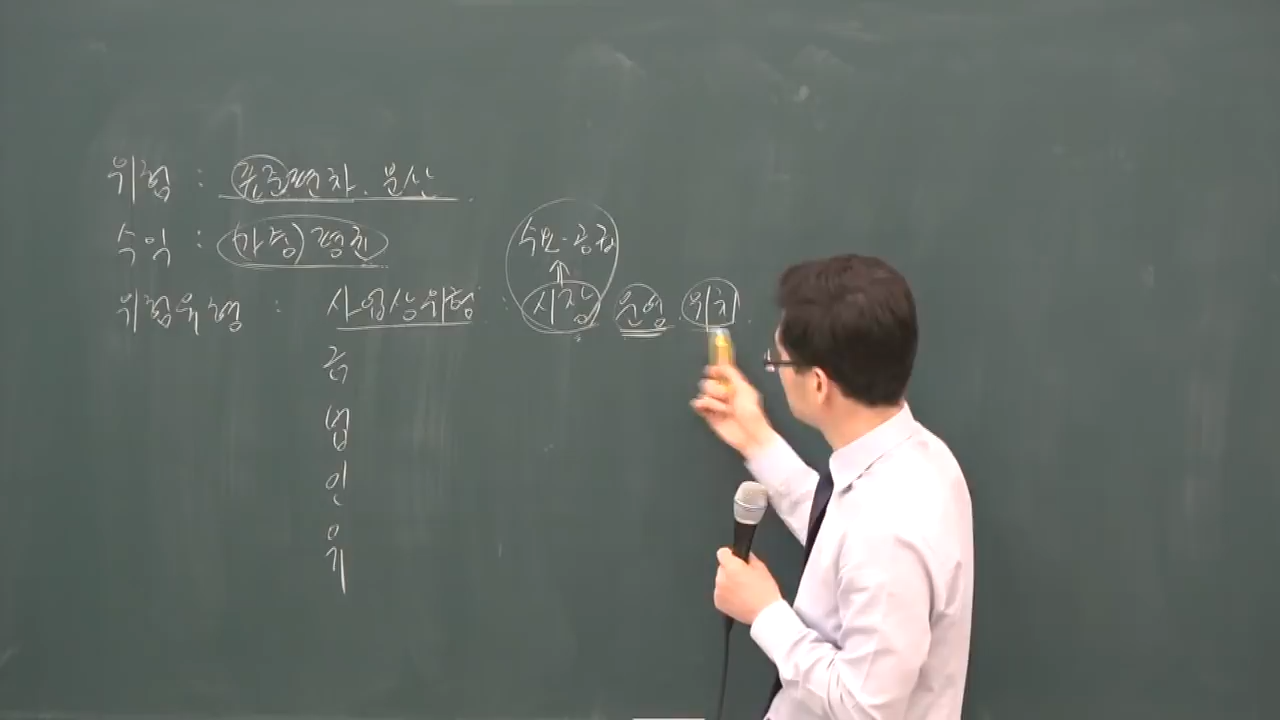 위험 : 표준편차. 분산
수익 : (가중)평균
수요·공급
⇑
위험유형 : 사업상위험 : 시장 운영 위치
금
법
인
유